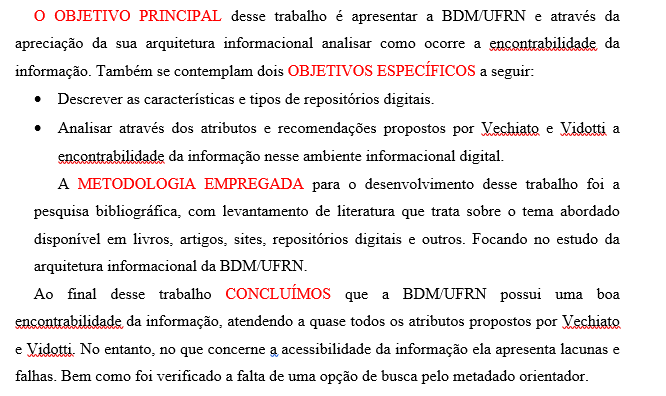 O OBJETIVO PRINCIPAL desse trabalho é apresentar a BDM/UFRN e através da
apreciação da sua arquitetura informacional analisar como ocorre a encontrabilidade da
informação. Também se contemplam dois OBJETIVOS ESPECÍFICOS a seguir:
• Descrever as características e tipos de repositórios digitais.
• Analisar através dos atributos e recomendações propostos por Vechiato e Vidotti a
encontrabilidade da informação nesse ambiente informacional digital.
A METODOLOGIA EMPREGADA para o desenvolvimento desse trabalho foi a
pesquisa bibliográfica, com levantamento de literatura que trata sobre o tema abordado
disponível em livros, artigos, sites, repositórios digitais e outros. Focando no estudo da
arquitetura informacional da BDM/UFRN.
Ao final desse trabalho CONCLUÍMOS que a BDM/UFRN possui uma boa
encontrabilidade da informação, atendendo a quase todos os atributos propostos por Vechiato
e Vidotti. No entanto, no que concerne a acessibilidade da informação ela apresenta lacunas e
falhas. Bem como foi verificado a falta de uma opção de busca pelo metadado orientador.